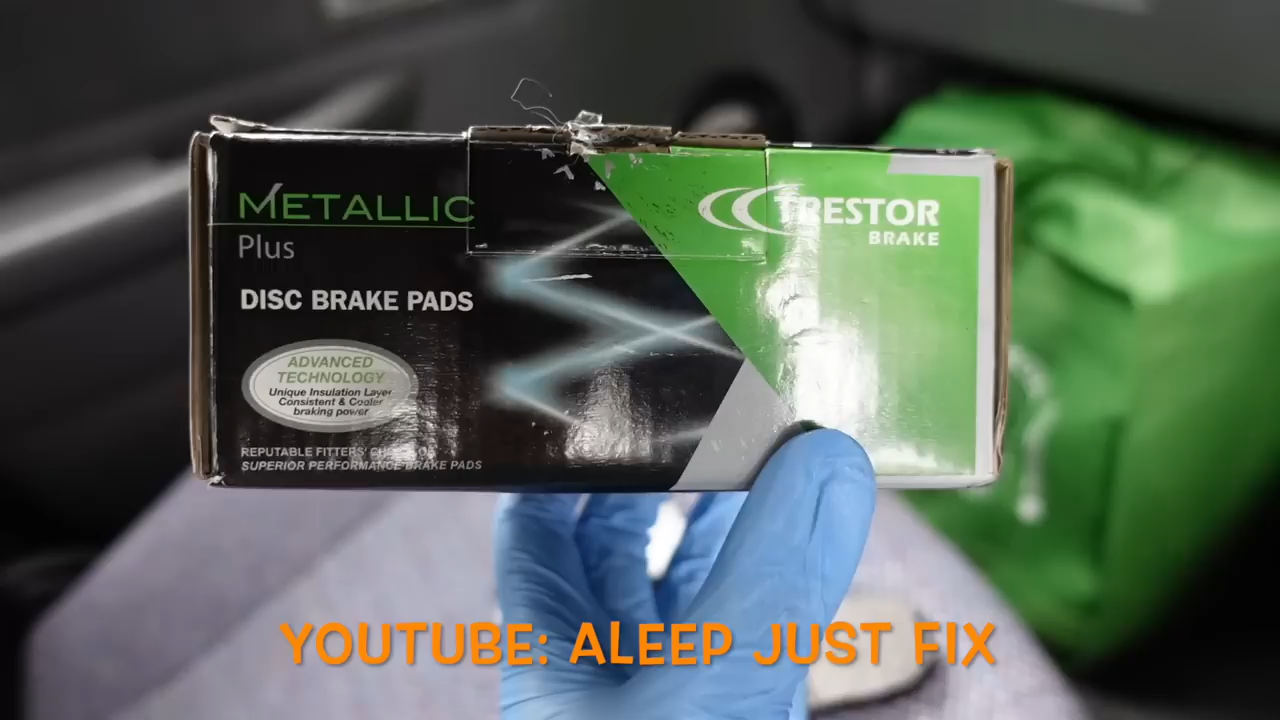 METALLIC
Plus
DISC BRAKE PADS
ADVANCED
TECHNOLOGY
Unique Insulation Layer
Consistent & Cooler
braking power
REPUTABLE FITTERS'
SUPERIOR PERFORMANCE BRAKE PADS
TRESTOR
BRAKE
YOUTUBE: ALEEP JUST FIX